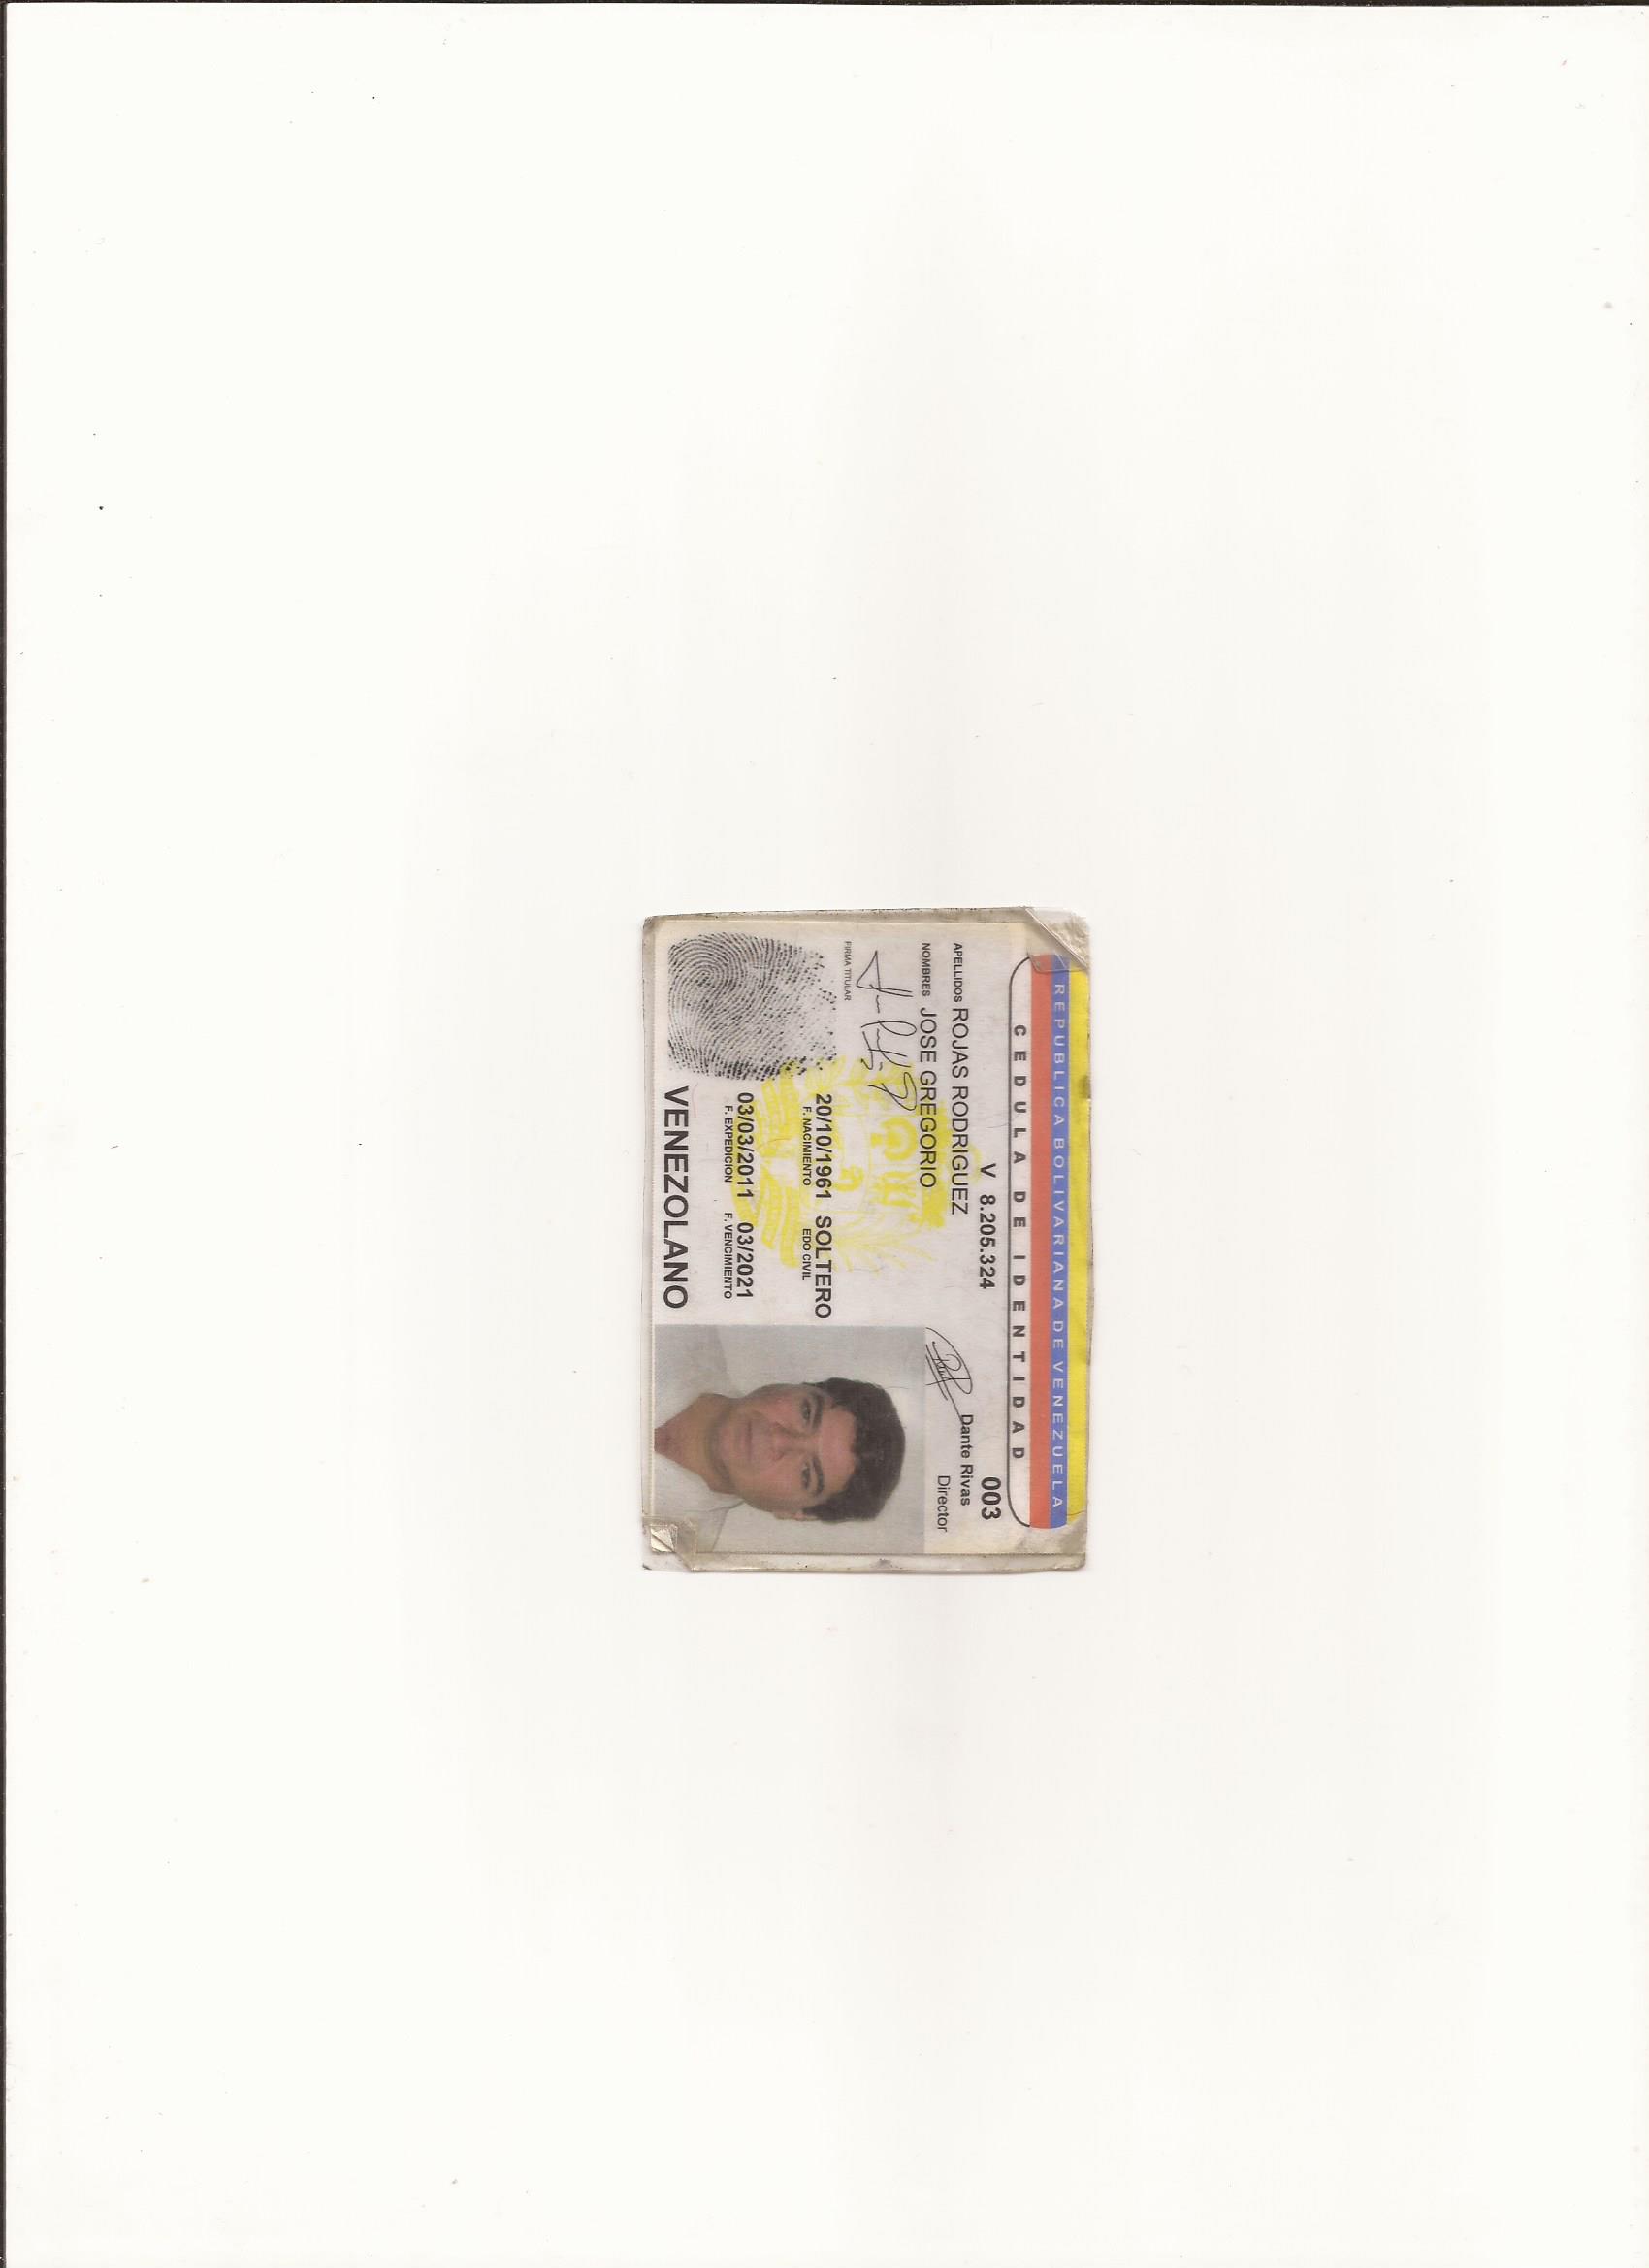 REPUBLICA BOLIVARIANA DE VENEZUELA
CEDULA DE IDENTIDAD
V 8.205.324 003
APELLIDOS ROJAS RODRIGUEZ
Dante Rivas
Director
NOMBRES JOSE GREGORIO
FIRMA TITULAR
20/10/1961 SOLTERO
F. NACIMIENTO EDO CIVIL
03/03/2011 03/2021
F. EXPEDICION F. VENCIMIENTO
VENEZOLANO